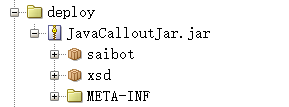 deploy
JavaCalloutJar.jar
saibot
xsd
META-INF